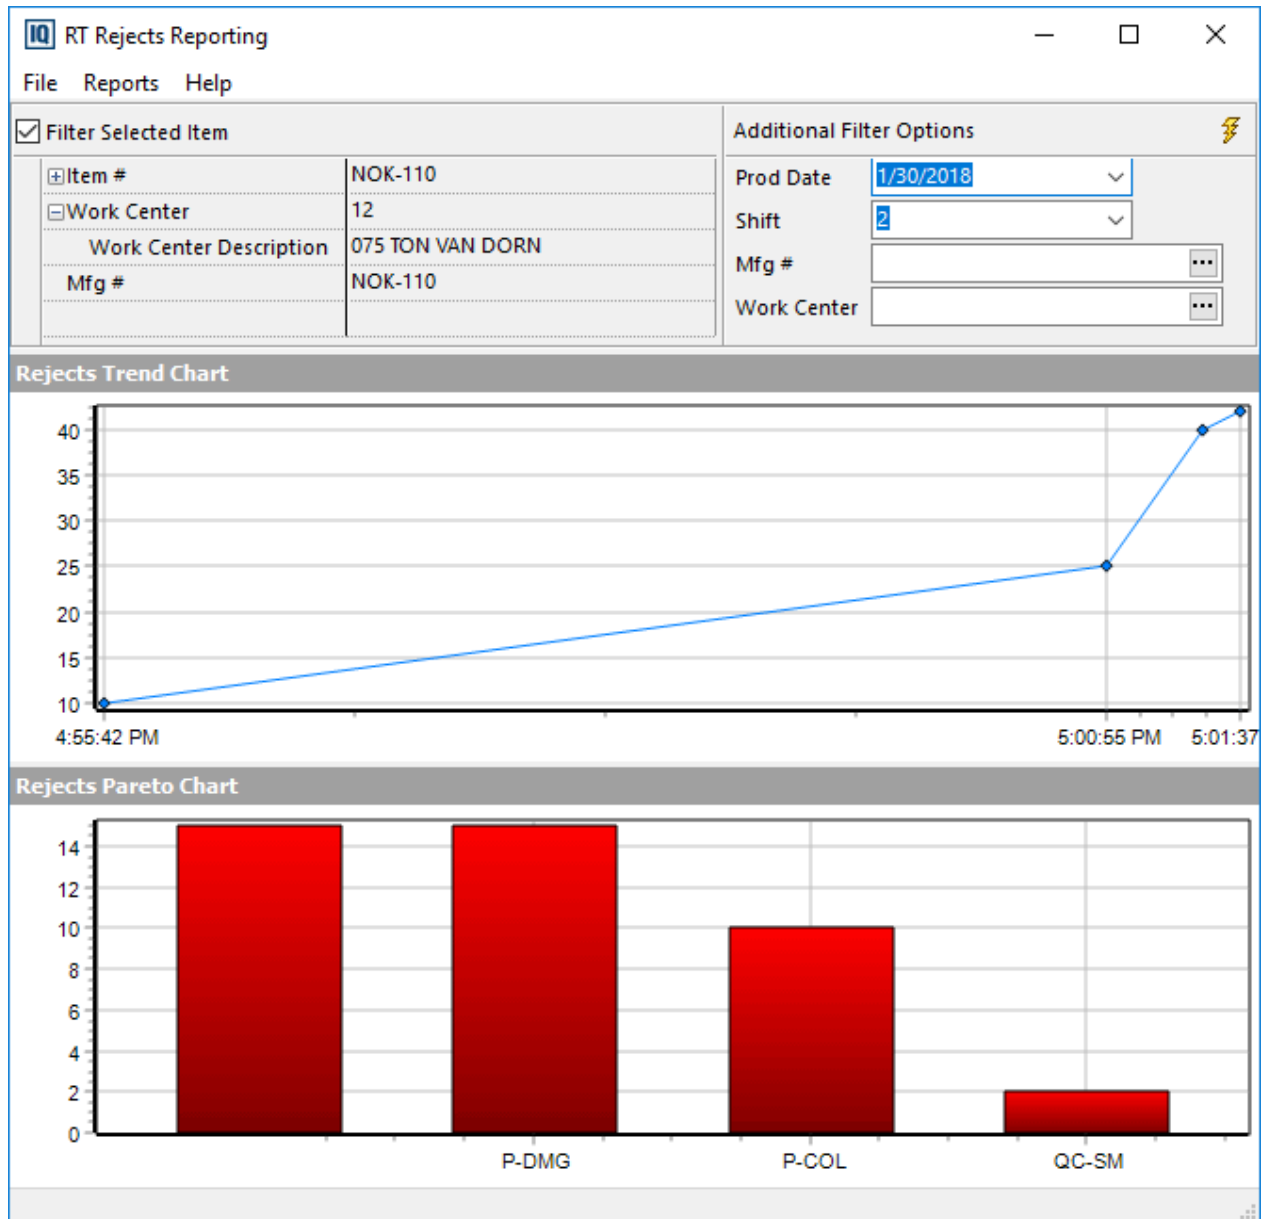 IQ RT Rejects Reporting
File Reports Help
Filter Selected Item
Item # NOK-110
Work Center 12
Work Center Description 075 TON VAN DORN
Mfg # NOK-110
Additional Filter Options
Prod Date 1/30/2018
Shift 2
Mfg # ...
Work Center ...
Rejects Trend Chart
40
35
30
25
20
15
10
4:55:42 PM 5:00:55 PM 5:01:37
Rejects Pareto Chart
14
12
10
8
6
4
2
0
P-DMG P-COL QC-SM